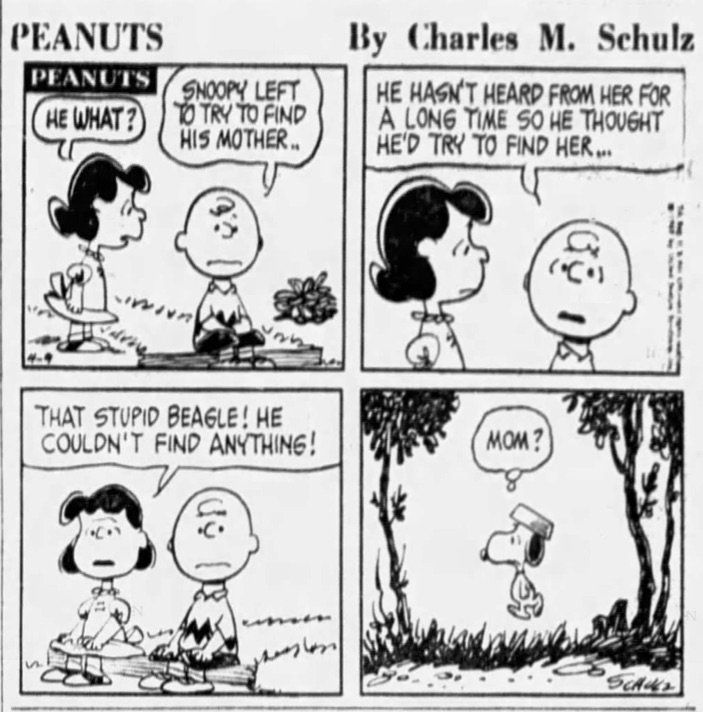 PEANUTS
By Charles M. Schulz
PEANUTS
HE WHAT?
SNOOPY LEFT
TO TRY TO FIND
HIS MOTHER..
4-9
HE HASN'T HEARD FROM HER FOR
A LONG TIME SO HE THOUGHT
HE'D TRY TO FIND HER...
THAT STUPID BEAGLE! HE
COULDN'T FIND ANYTHING!
MOM?
SCHULZ